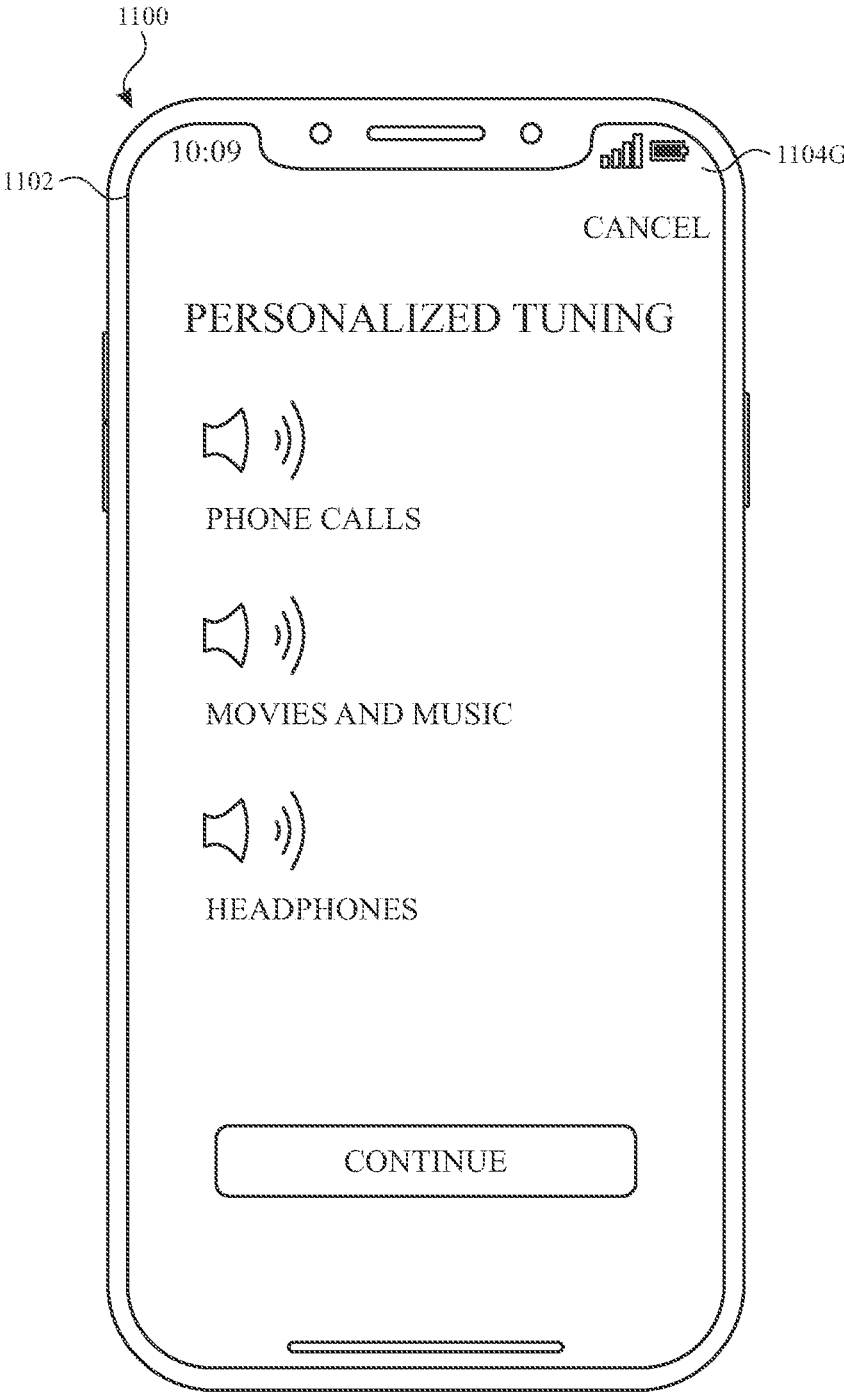 1100
10:09
1104G
1102
CANCEL
PERSONALIZED TUNING
PHONE CALLS
MOVIES AND MUSIC
HEADPHONES
CONTINUE